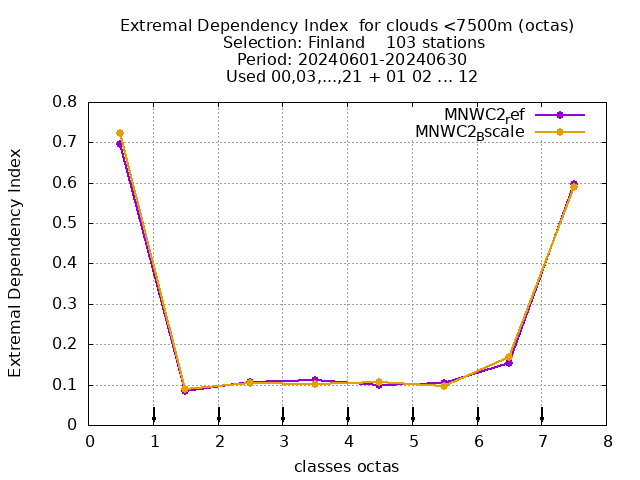 Extremal Dependency Index  for clouds <7500m (octas)
Selection: Finland    103 stations
Period: 20240601-20240630
Used 00,03,...,21 + 01 02 ... 12
MNWC2_ref
MNWC2_Bscale
0.8
0.7
0.6
0.5
0.4
0.3
0.2
0.1
0
Extremal Dependency Index
0 1 2 3 4 5 6 7 8
classes octas